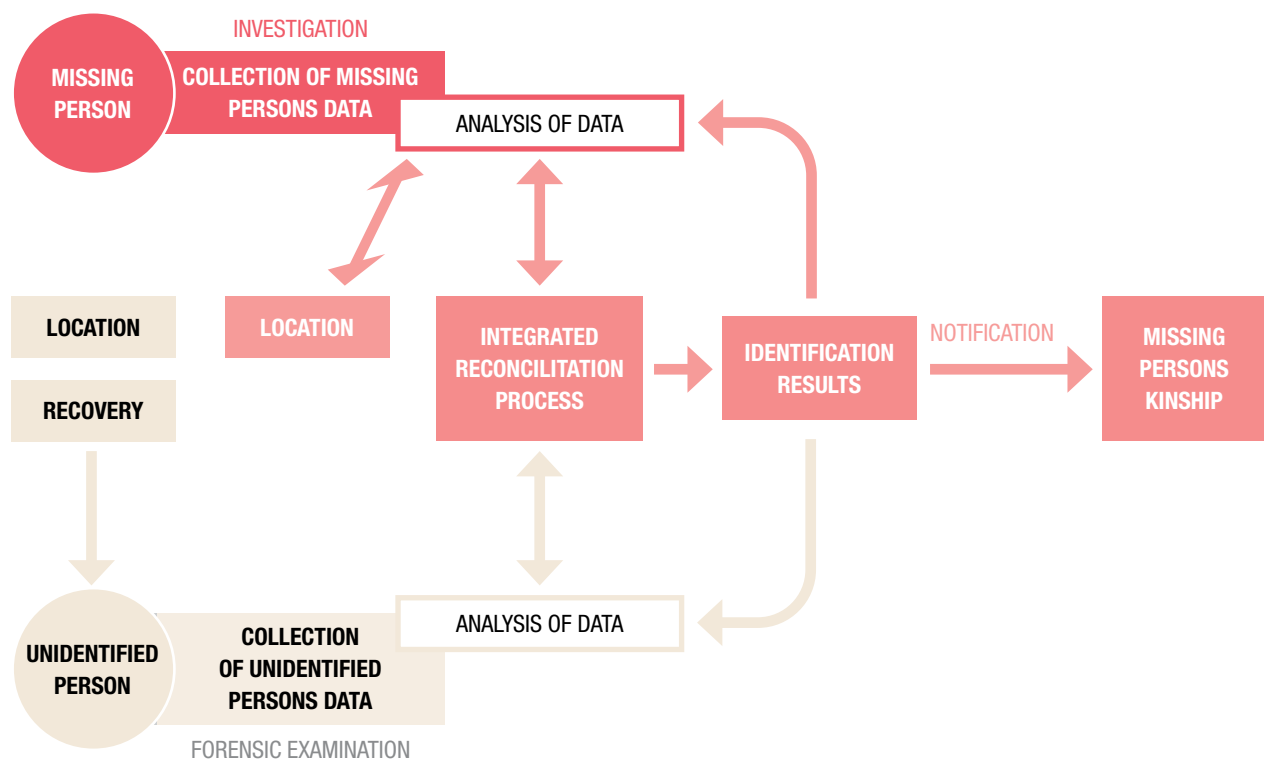 INVESTIGATION
MISSING
PERSON
COLLECTION OF MISSING
PERSONS DATA
ANALYSIS OF DATA
LOCATION
RECOVERY
LOCATION
INTEGRATED
RECONCILITATION
PROCESS
IDENTIFICATION
RESULTS
NOTIFICATION
MISSING
PERSONS
KINSHIP
UNIDENTIFIED
PERSON
COLLECTION
OF UNIDENTIFIED
PERSONS DATA
ANALYSIS OF DATA
FORENSIC EXAMINATION